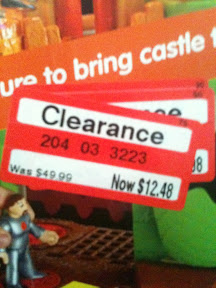 ure to bring castle
Clearance
204 03 3223
Was $49.99
Now $12.48